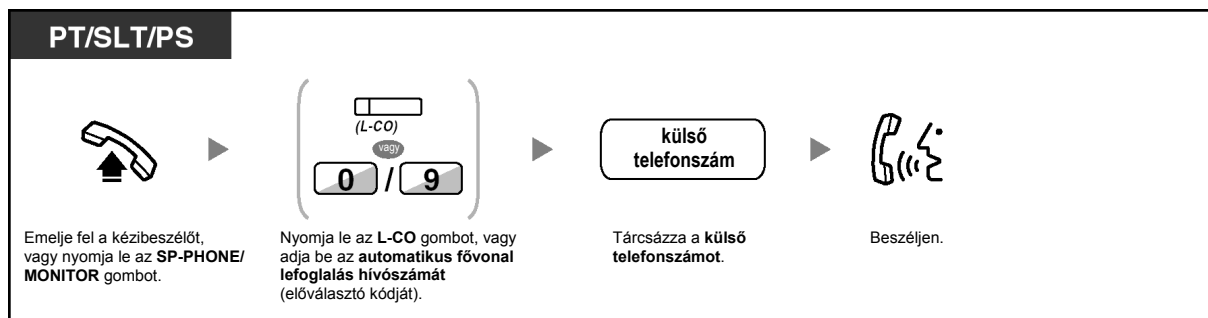 PT/SLT/PS
(L-CO)
vagy
0 / 9
külső
telefonszám
Emelje fel a kézibeszélőt,
vagy nyomja le az SP-PHONE/
MONITOR gombot.
Nyomja le az L-CO gombot, vagy
adja be az automatikus fővonal
lefoglalás hívószámát
(előválasztó kódját).
Tárcsázza a külső
telefonszámot.
Beszéljen.